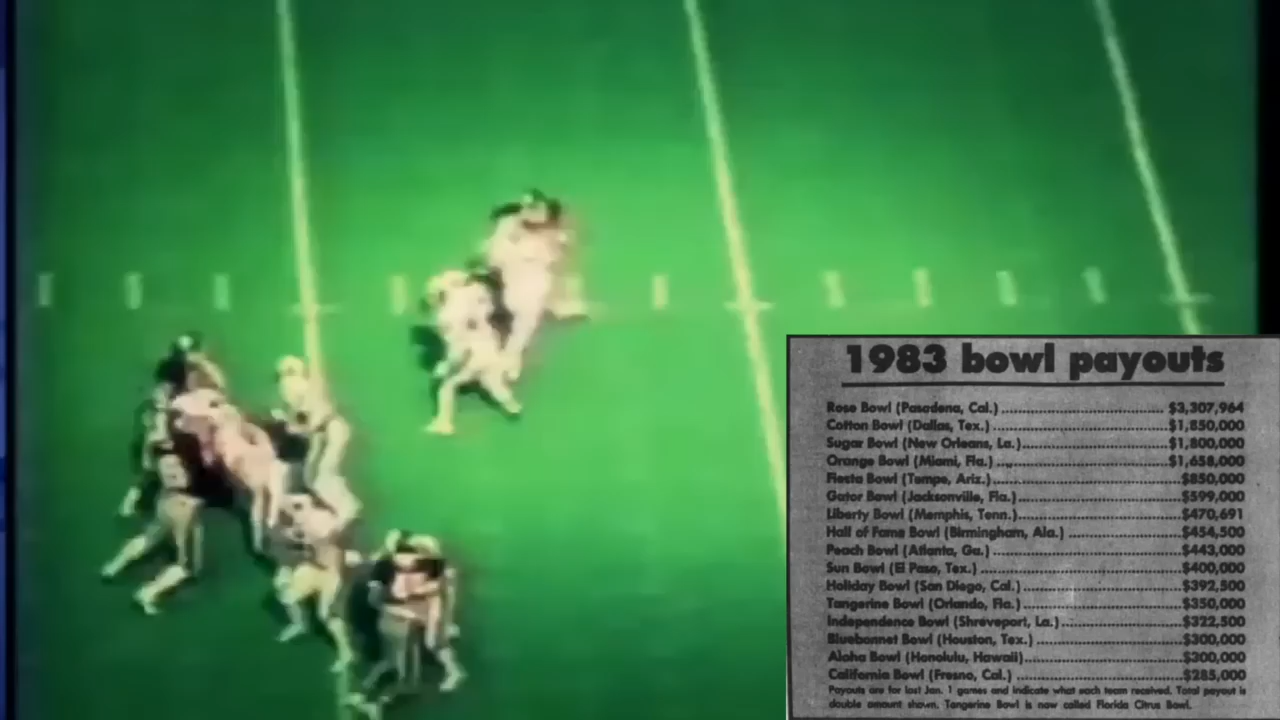 1983 bowl payouts
Rose Bowl (Pasadena, Cal.) ........................................ $3,307,964
Cotton Bowl (Dallas, Tex.) ........................................... $1,850,000
Sugar Bowl (New Orleans, La.) ..................................... $1,800,000
Orange Bowl (Miami, Fla.) ........................................... $1,658,000
Fiesta Bowl (Tempe, Ariz.) .............................................. $850,000
Gator Bowl (Jacksonville, Fla.) ......................................... $599,000
Liberty Bowl (Memphis, Tenn.) ......................................... $470,691
Hall of Fame Bowl (Birmingham, Ala.) ........................... $454,500
Peach Bowl (Atlanta, Ga.) .............................................. $443,000
Sun Bowl (El Paso, Tex.) ................................................. $400,000
Holiday Bowl (San Diego, Cal.) ........................................ $392,500
Tangerine Bowl (Orlando, Fla.) ........................................ $350,000
Independence Bowl (Shreveport, La.) .............................. $322,500
Bluebonnet Bowl (Houston, Tex.) .................................... $300,000
Aloha Bowl (Honolulu, Hawaii) ....................................... $300,000
California Bowl (Fresno, Cal.) .......................................... $285,000
Payouts are for last Jan. 1 games and indicate what each team received. Total payout is
double amount shown. Tangerine Bowl is now called Florida Citrus Bowl.